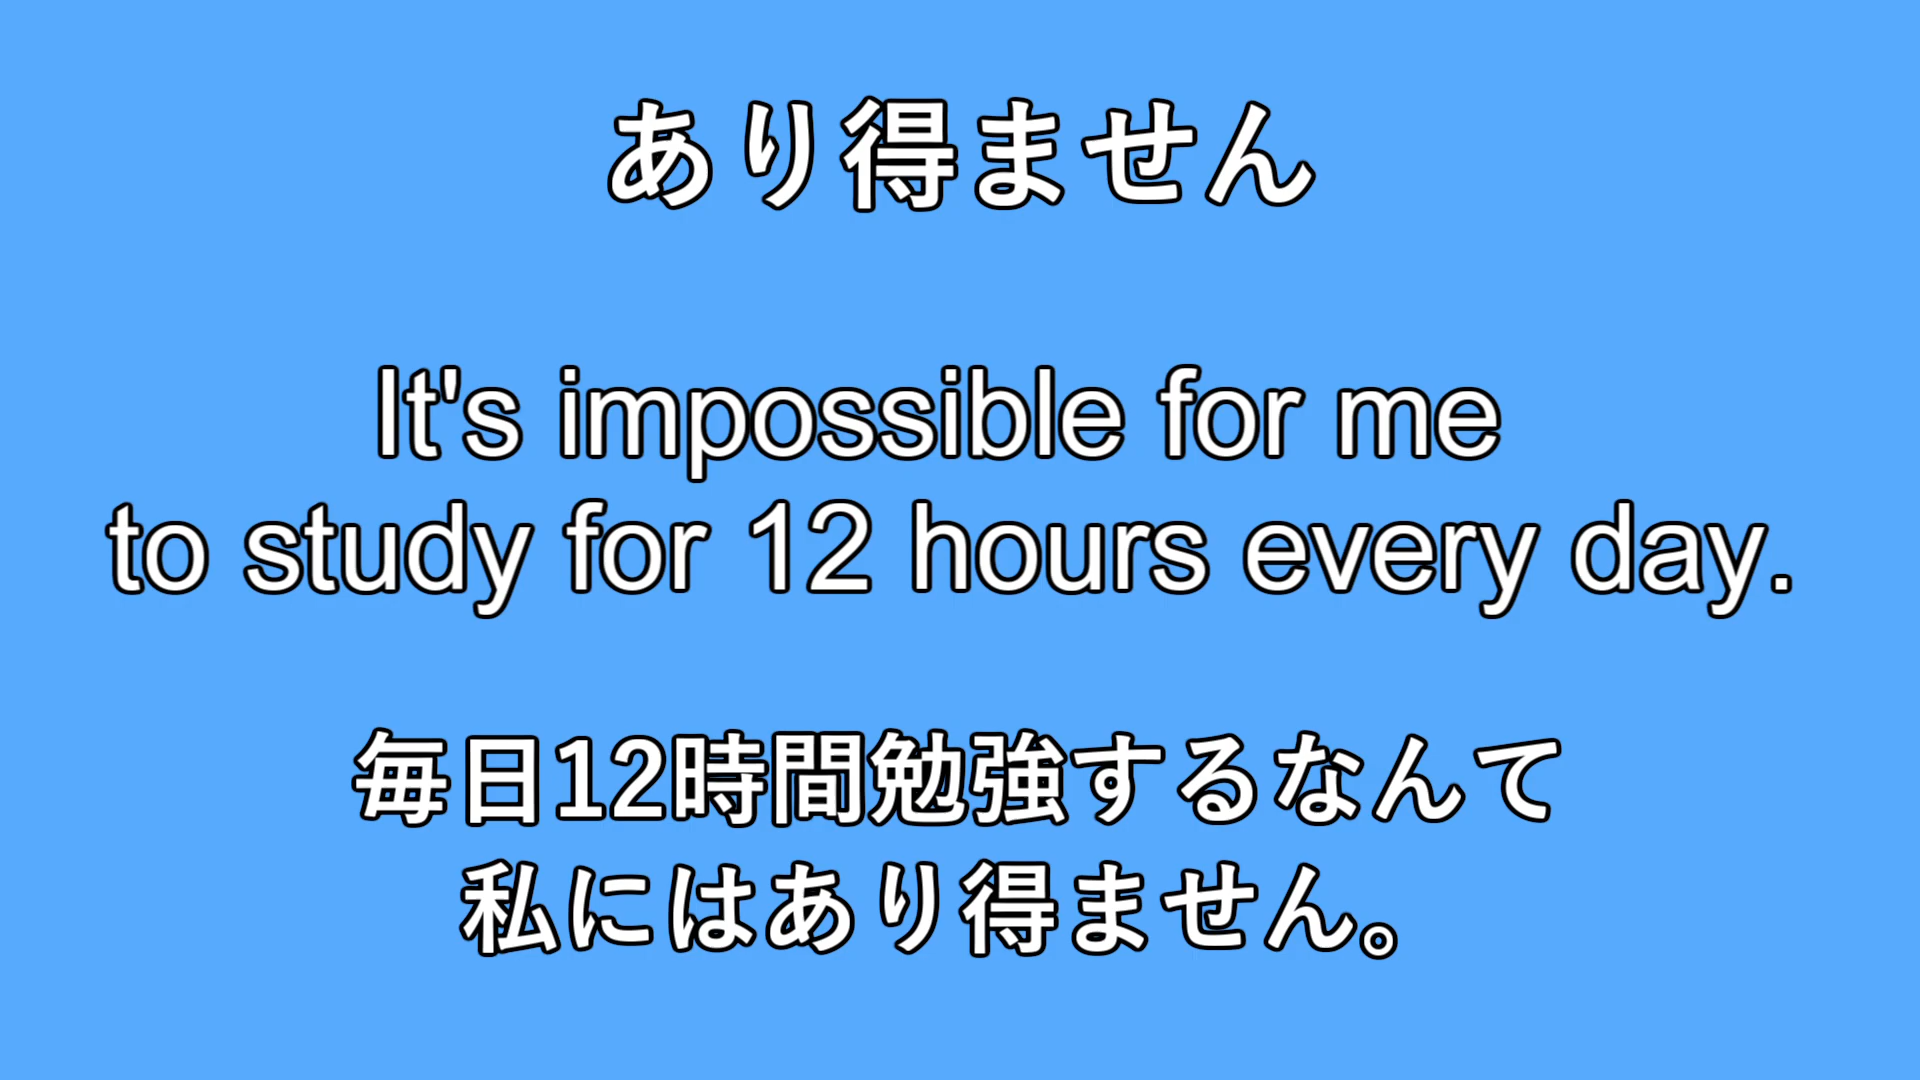 あり得ません
It's impossible for me
to study for 12 hours every day.
毎日12時間勉強するなんて
私にはあり得ません。